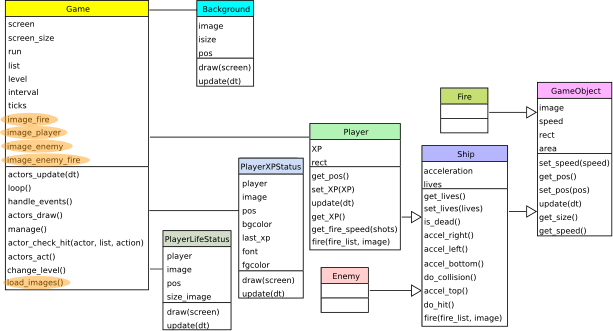 Game
screen
screen_size
run
list
level
interval
ticks
image_fire
image_player
image_enemy
image_enemy_fire
actors_update(dt)
loop()
handle_events()
actors_draw()
manage()
actor_check_hit(actor, list, action)
actors_act()
change_level()
load_images()
Background
image
isize
pos
draw(screen)
update(dt)
PlayerLifeStatus
player
image
pos
size_image
draw(screen)
update(dt)
PlayerXPStatus
player
image
pos
bgcolor
last_xp
font
fgcolor
draw(screen)
update(dt)
Player
XP
rect
get_pos()
set_XP(XP)
update(dt)
get_XP()
get_fire_speed(shots)
fire(fire_list, image)
Enemy
Fire
Ship
acceleration
lives
get_lives()
set_lives(lives)
is_dead()
accel_right()
accel_left()
accel_bottom()
do_collision()
accel_top()
do_hit()
fire(fire_list, image)
GameObject
image
speed
rect
area
set_speed(speed)
get_pos()
set_pos(pos)
update(dt)
get_size()
get_speed()